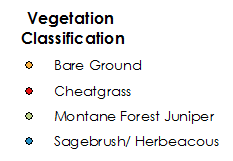 Vegetation
Classification
Bare Ground
Cheatgrass
Montane Forest Juniper
Sagebrush/ Herbeacous